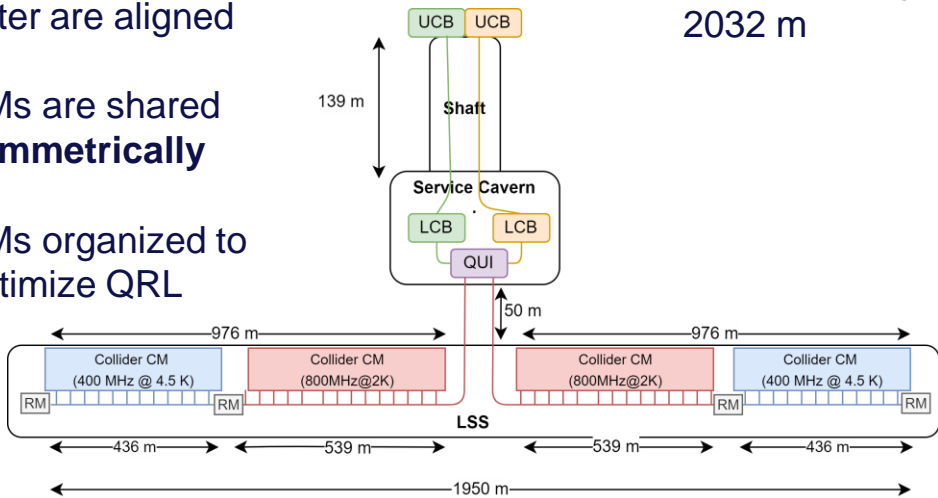 ter are aligned
Ms are shared
mmetrically
Ms organized to
timize QRL
2032 m
UCB UCB
139 m
Shaft
Service Cavern
LCB LCB
QUI
50 m
976 m 976 m
Collider CM
(400 MHz @ 4.5 K)
Collider CM
(800MHz@2K)
Collider CM
(800MHz@2K)
Collider CM
(400 MHz @ 4.5 K)
RM RM RM RM
LSS
436 m 539 m 539 m 436 m
1950 m